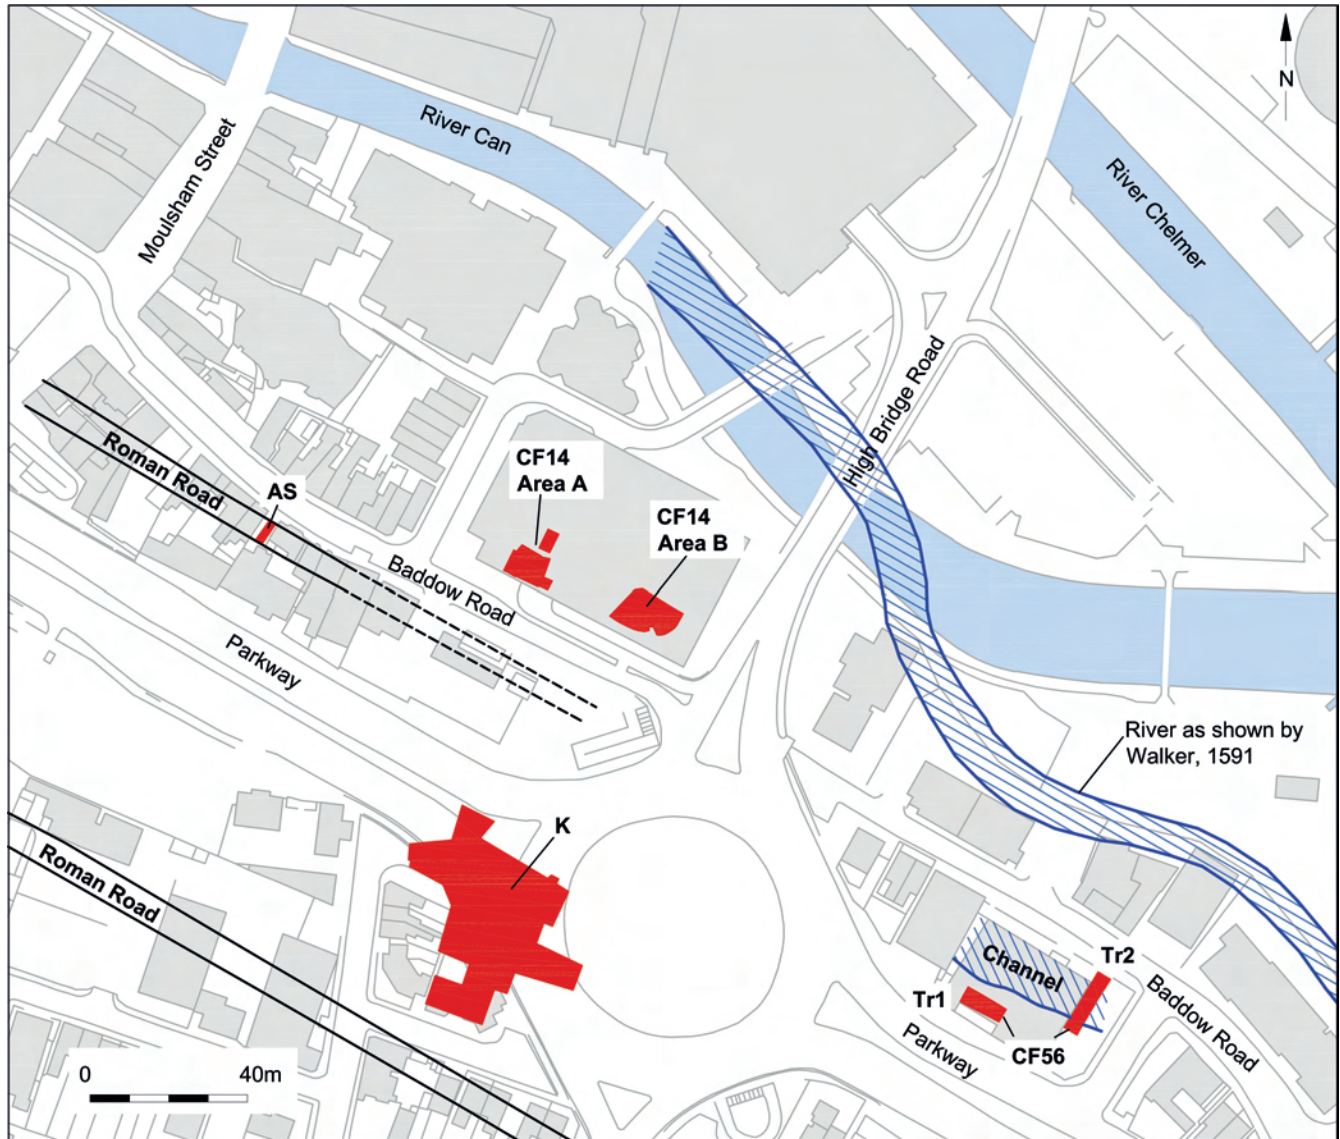 N
River Can
Moulsham Street
River Chelmer
High Bridge Road
CF14
Area A
Roman Road
AS
CF14
Area B
Baddow Road
Parkway
River as shown by
Walker, 1591
K
Roman Road
Channel
Tr2
Tr1
Baddow Road
CF56
Parkway
0 40m